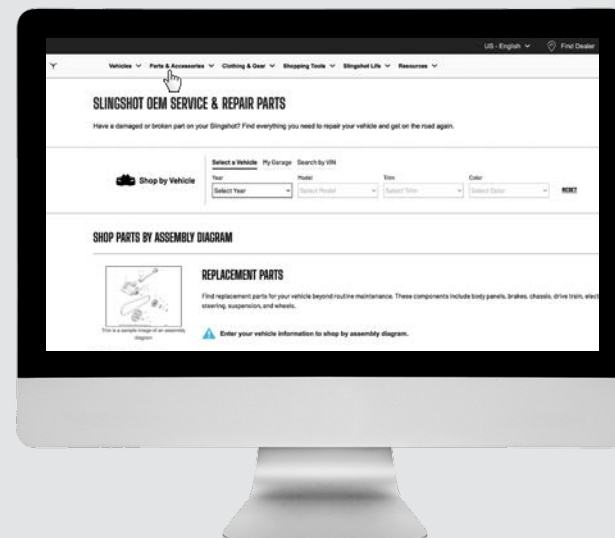 US - English
Find Dealer
Vehicles Parts & Accessories Clothing & Gear Shopping Tools Slingshot Life Resources
SLINGSHOT OEM SERVICE & REPAIR PARTS
Have a damaged or broken part on your Slingshot? Find everything you need to repair your vehicle and get on the road again.
Shop by Vehicle
Select a Vehicle My Garage Search by VIN
Year Model Trim Color
Select Year Select Model Select Trim Select Color RESET
SHOP PARTS BY ASSEMBLY DIAGRAM
This is a sample image of an assembly
diagram
REPLACEMENT PARTS
Find replacement parts for your vehicle beyond routine maintenance. These components include body panels, brakes, chassis, drive train, elect
steering, suspension, and wheels.
Enter your vehicle information to shop by assembly diagram.